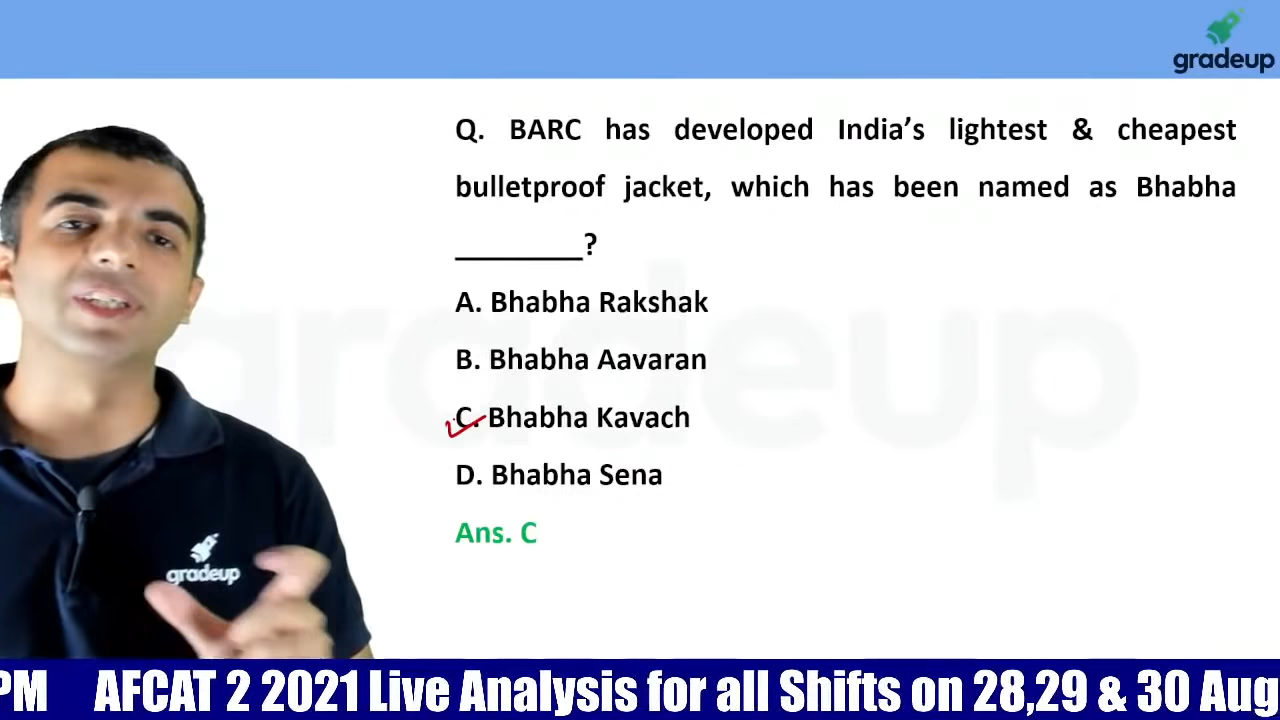 gradeup
Q. BARC has developed India’s lightest & cheapest
bulletproof jacket, which has been named as Bhabha
________?
A. Bhabha Rakshak
B. Bhabha Aavaran
C. Bhabha Kavach
D. Bhabha Sena
Ans. C
gradeup
gradeup
PM AFCAT 2 2021 Live Analysis for all Shifts on 28,29 & 30 Aug